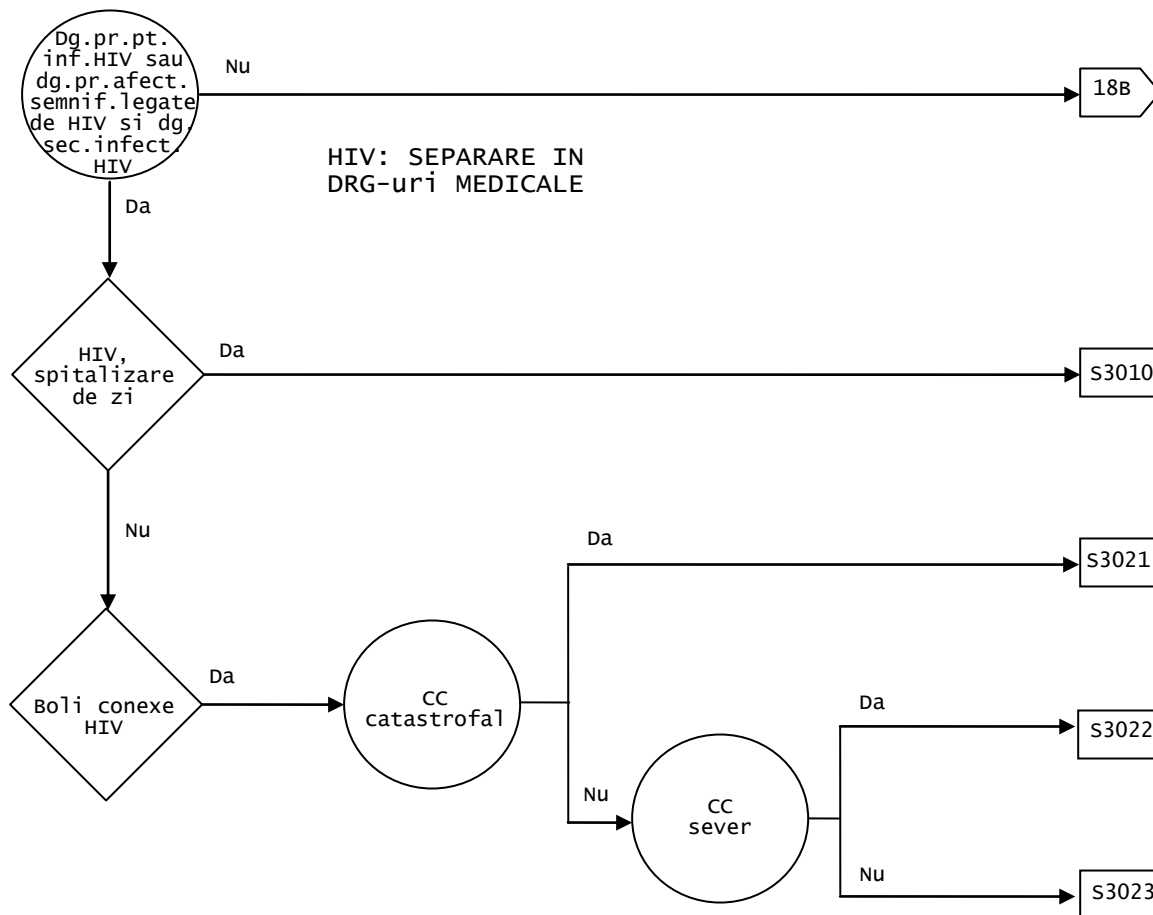 Dg.pr.pt.
inf.HIV sau
dg.pr.afect.
semnif.legate
de HIV si dg.
sec.infect.
HIV
Nu
18B
HIV: SEPARARE IN
DRG-uri MEDICALE
Da
HIV,
spitalizare
de zi
Da
S3010
Nu
Da
S3021
Boli conexe
HIV
Da
CC
catastrofal
Da
S3022
Nu
CC
sever
Nu
S3023